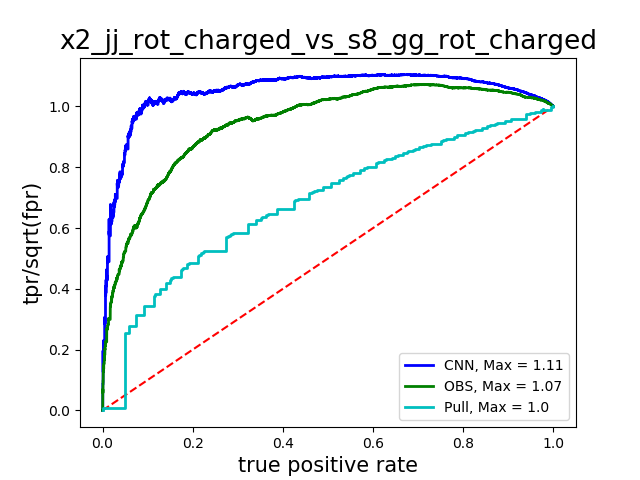 x2_jj_rot_charged_vs_s8_gg_rot_charged
tpr/sqrt(fpr)
1.0
0.8
0.6
0.4
0.2
0.0
CNN, Max = 1.11
OBS, Max = 1.07
Pull, Max = 1.0
0.0 0.2 0.4 0.6 0.8 1.0
true positive rate